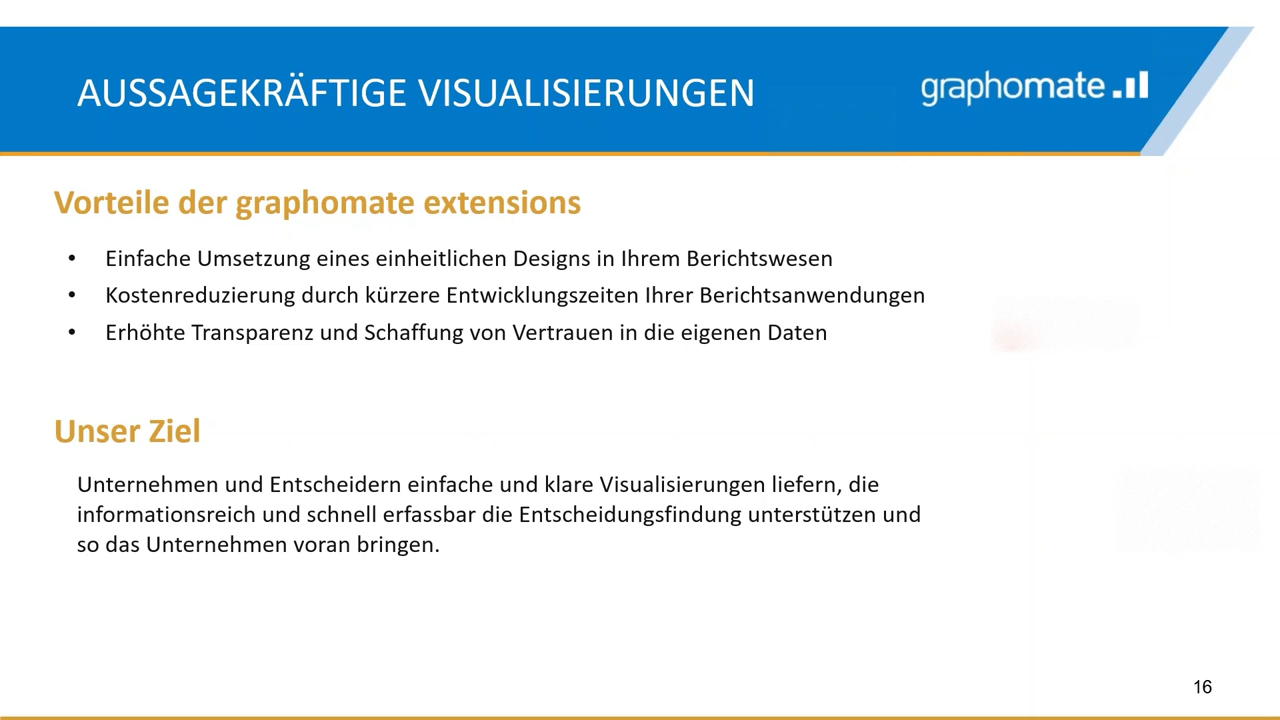 AUSSAGEKRÄFTIGE VISUALISIERUNGEN
graphomate
Vorteile der graphomate extensions
• Einfache Umsetzung eines einheitlichen Designs in Ihrem Berichtswesen
• Kostenreduzierung durch kürzere Entwicklungszeiten Ihrer Berichtsanwendungen
• Erhöhte Transparenz und Schaffung von Vertrauen in die eigenen Daten
Unser Ziel
Unternehmen und Entscheidern einfache und klare Visualisierungen liefern, die
informationsreich und schnell erfassbar die Entscheidungsfindung unterstützen und
so das Unternehmen voran bringen.
16